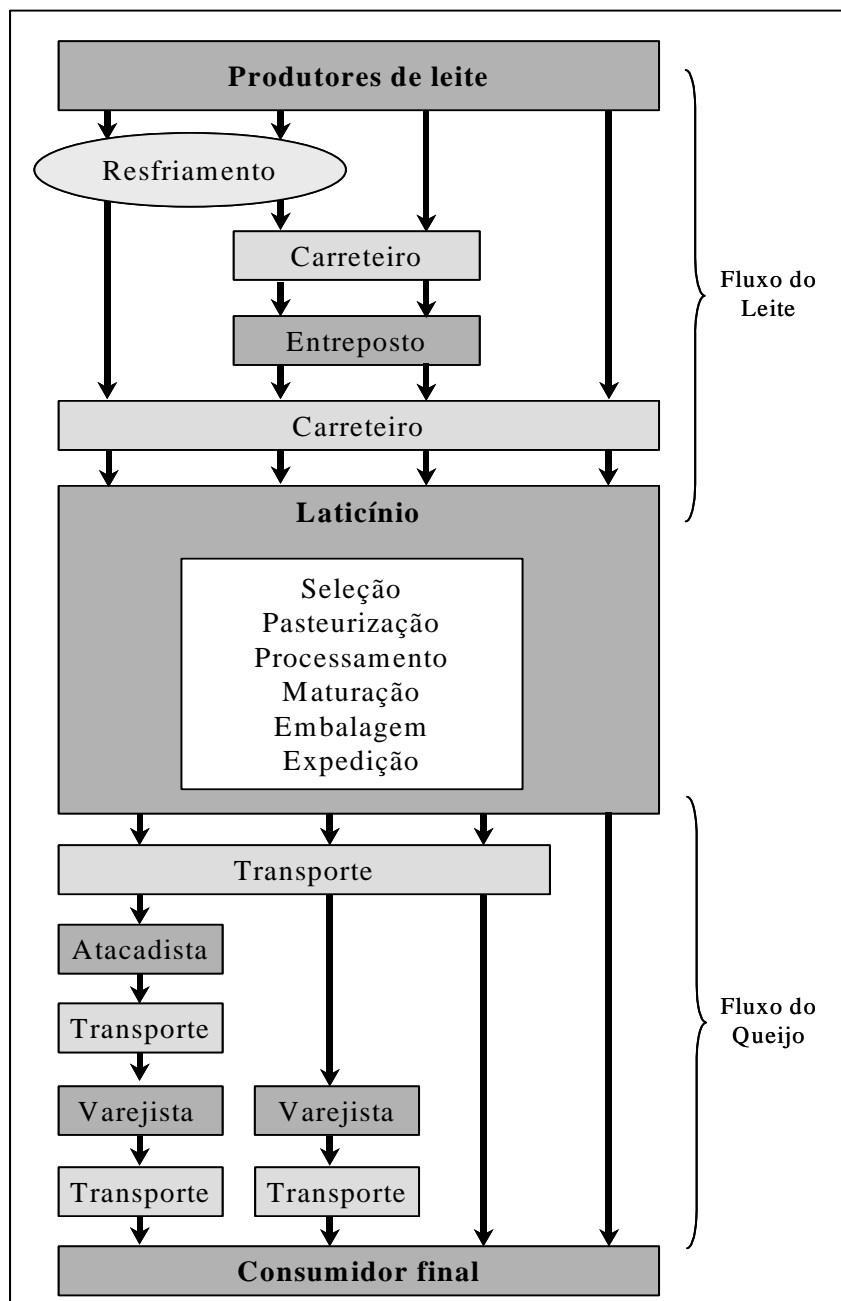 Produtores de leite
Resfriamento
Carreteiro
Fluxo do
Leite
Entreposto
Carreteiro
Laticínio
Seleção
Pasteurização
Processamento
Maturação
Embalagem
Expedição
Transporte
Atacadista
Transporte
Fluxo do
Queijo
Varejista
Varejista
Transporte
Transporte
Consumidor final